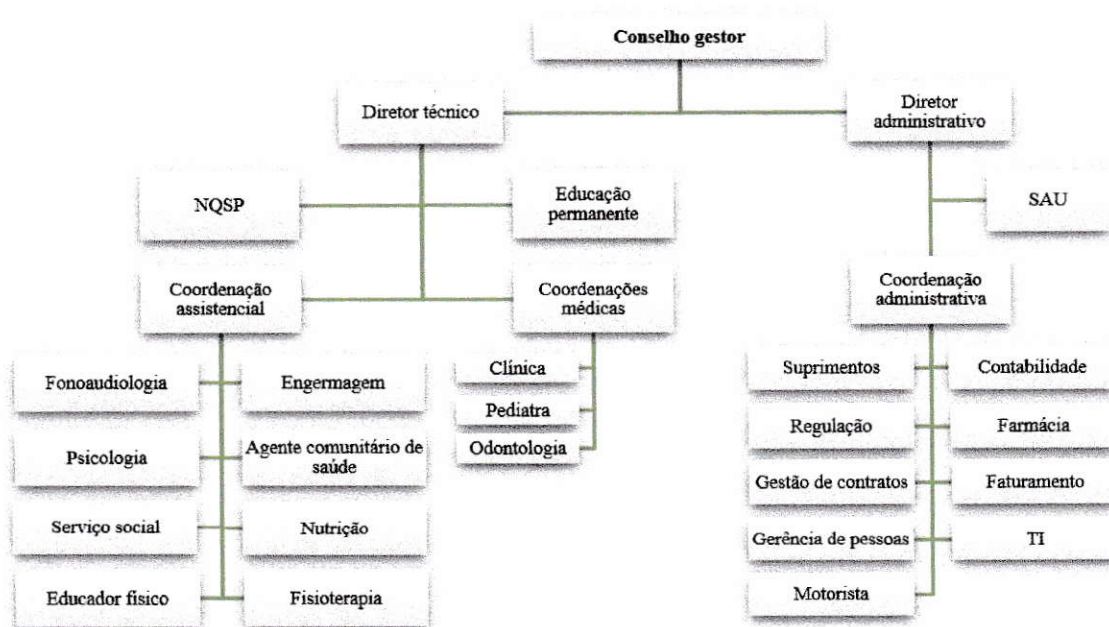 Conselho gestor
Diretor técnico
Diretor
administrativo
NQSP
Educação
permanente
SAU
Coordenação
assistencial
Coordenações
médicas
Coordenação
administrativa
Fonoaudiologia
Engermagem
Clínica
Suprimentos
Contabilidade
Pediatra
Psicologia
Agente comunitário de
saúde
Odontologia
Regulação
Farmácia
Serviço social
Nutrição
Gestão de contratos
Faturamento
Gerência de pessoas
TI
Educador físico
Fisioterapia
Motorista